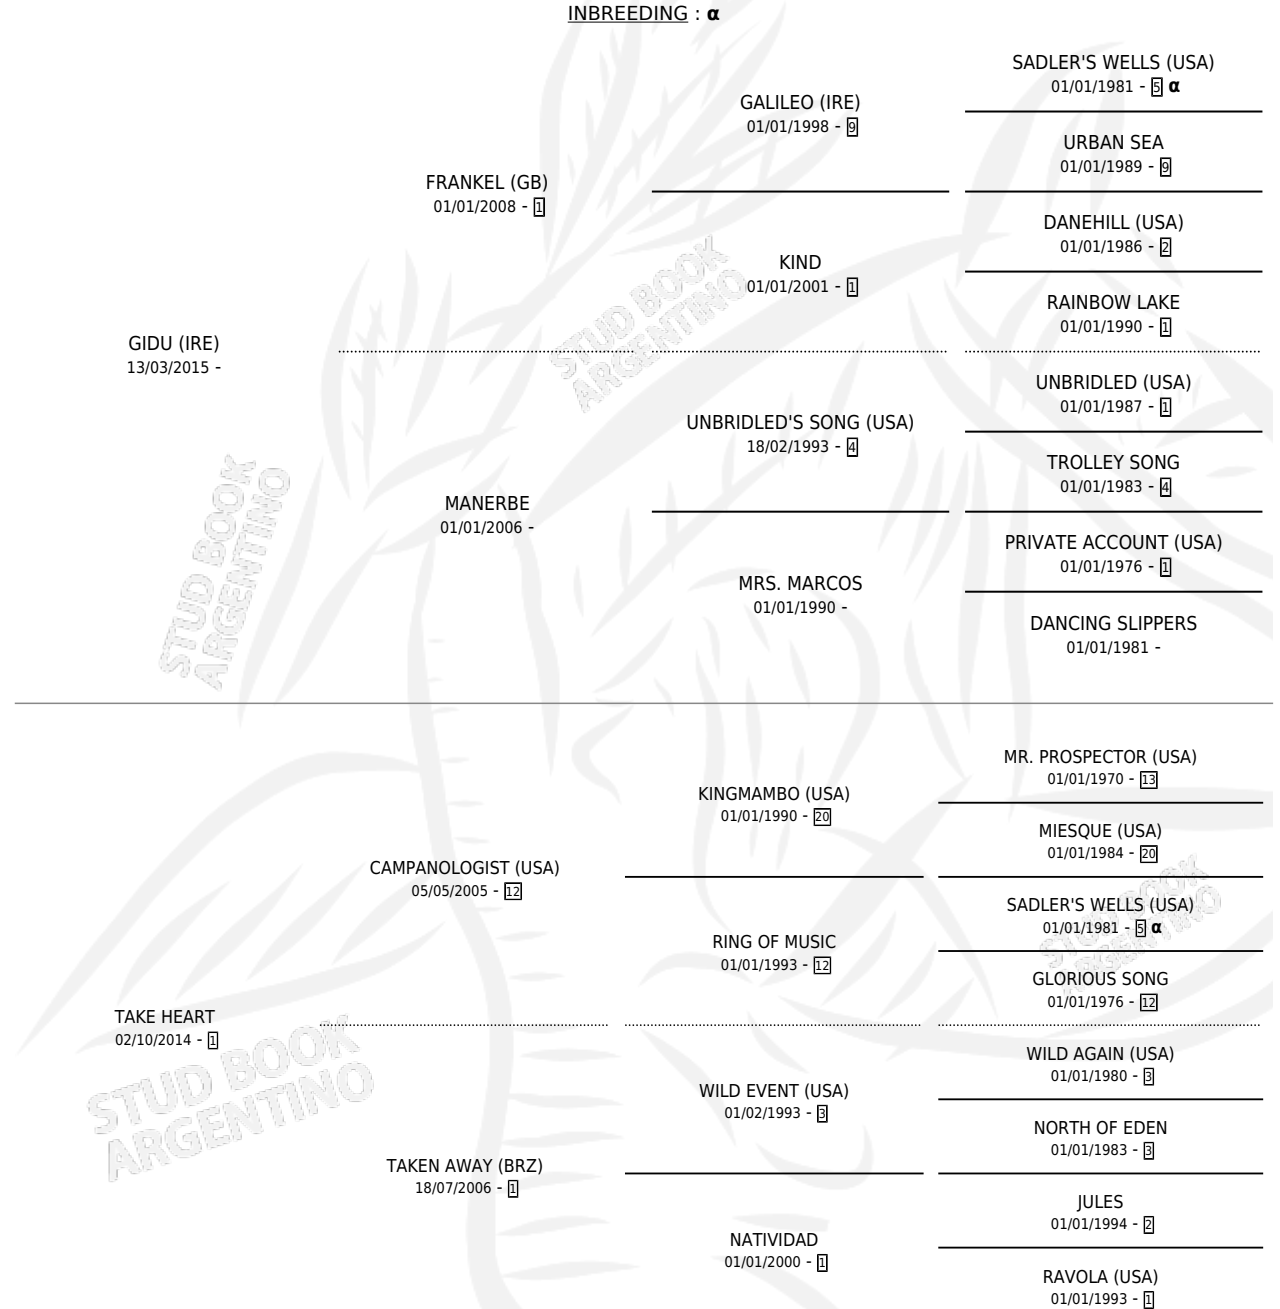 INBREEDING : α
SADLER'S WELLS (USA)
01/01/1981 - 5 α
GALILEO (IRE)
01/01/1998 - 9
URBAN SEA
01/01/1989 - 9
FRANKEL (GB)
01/01/2008 - 1
DANEHILL (USA)
01/01/1986 - 2
KIND
01/01/2001 - 1
RAINBOW LAKE
01/01/1990 - 1
GIDU (IRE)
13/03/2015 -
UNBRIDLED (USA)
01/01/1987 - 1
UNBRIDLED'S SONG (USA)
18/02/1993 - 4
TROLLEY SONG
01/01/1983 - 4
MANERBE
01/01/2006 -
PRIVATE ACCOUNT (USA)
01/01/1976 - 1
MRS. MARCOS
01/01/1990 -
DANCING SLIPPERS
01/01/1981 -
MR. PROSPECTOR (USA)
01/01/1970 - 13
KINGMAMBO (USA)
01/01/1990 - 20
MIESQUE (USA)
01/01/1984 - 20
CAMPANOLOGIST (USA)
05/05/2005 - 12
SADLER'S WELLS (USA)
01/01/1981 - 5 α
RING OF MUSIC
01/01/1993 - 12
GLORIOUS SONG
01/01/1976 - 12
TAKE HEART
02/10/2014 - 1
WILD AGAIN (USA)
01/01/1980 - 3
WILD EVENT (USA)
01/02/1993 - 3
NORTH OF EDEN
01/01/1983 - 3
TAKEN AWAY (BRZ)
18/07/2006 - 1
JULES
01/01/1994 - 2
NATIVIDAD
01/01/2000 - 1
RAVOLA (USA)
01/01/1993 - 1
STUD BOOK
ARGENTINO
STUD BOOK
ARGENTINO
STUD BOOK
ARGENTINO
STUD BOOK
ARGENTINO